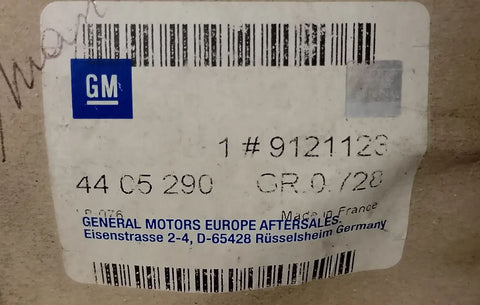 GM
1 # 9121123
44 05 290 GR.0./28
Made in France
GENERAL MOTORS EUROPE AFTERSALES.
Eisenstrasse 2-4, D-65428 Rüsselsheim Germany